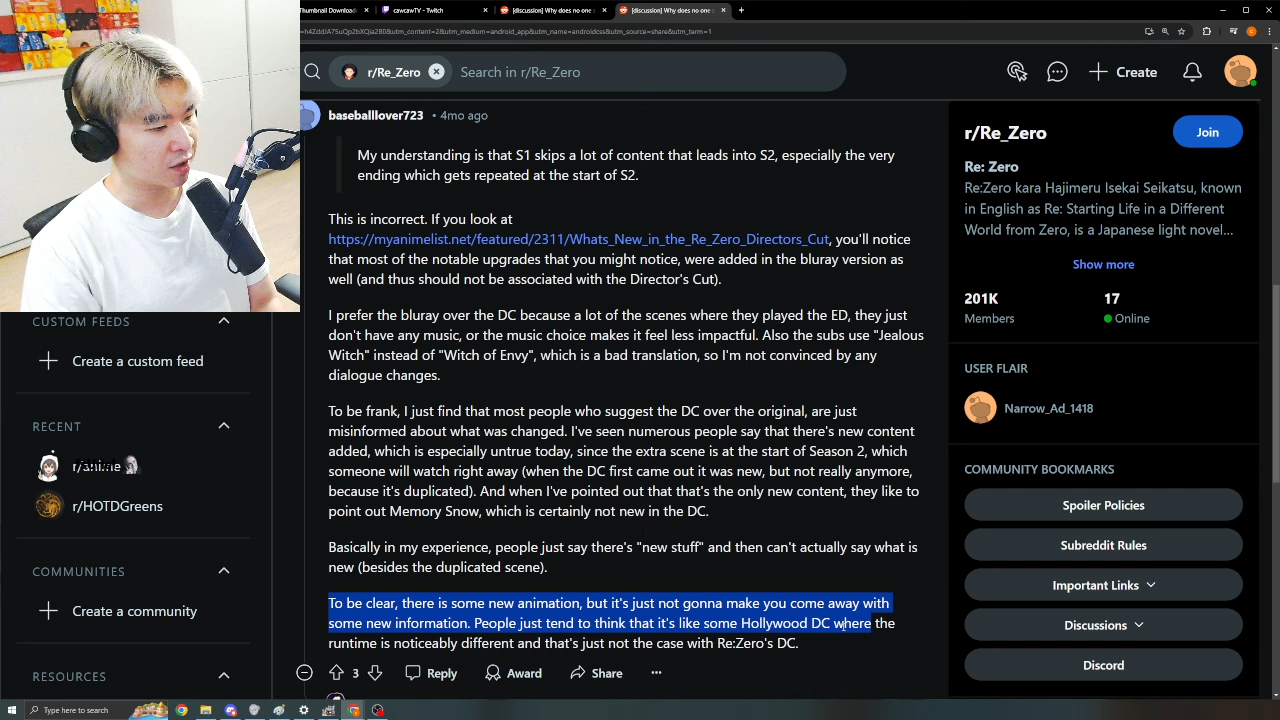 Thumbnail Download
cawcawTV - Twitch
[discussion] Why does no one
[discussion] Why does no one
r/Re_Zero
Search in r/Re_Zero
Create
baseballlover723 • 4mo ago
My understanding is that S1 skips a lot of content that leads into S2, especially the very
ending which gets repeated at the start of S2.
This is incorrect. If you look at
https://myanimelist.net/featured/2311/Whats_New_in_the_Re_Zero_Directors_Cut, you'll notice
that most of the notable upgrades that you might notice, were added in the bluray version as
well (and thus should not be associated with the Director's Cut).
I prefer the bluray over the DC because a lot of the scenes where they played the ED, they just
don't have any music, or the music choice makes it feel less impactful. Also the subs use "Jealous
Witch" instead of "Witch of Envy", which is a bad translation, so I'm not convinced by any
dialogue changes.
To be frank, I just find that most people who suggest the DC over the original, are just
misinformed about what was changed. I've seen numerous people say that there's new content
added, which is especially untrue today, since the extra scene is at the start of Season 2, which
someone will watch right away (when the DC first came out it was new, but not really anymore,
because it's duplicated). And when I've pointed out that that's the only new content, they like to
point out Memory Snow, which is certainly not new in the DC.
Basically in my experience, people just say there's "new stuff" and then can't actually say what is
new (besides the duplicated scene).
To be clear, there is some new animation, but it's just not gonna make you come away with
some new information. People just tend to think that it's like some Hollywood DC where the
runtime is noticeably different and that's just not the case with Re:Zero's DC.
3
Reply
Award
Share
CUSTOM FEEDS
Create a custom feed
RECENT
r/anime
r/HOTDGreens
COMMUNITIES
Create a community
RESOURCES
r/Re_Zero
Join
Re: Zero
Re:Zero kara Hajimeru Isekai Seikatsu, known
in English as Re: Starting Life in a Different
World from Zero, is a Japanese light novel...
Show more
201K
Members
17
Online
USER FLAIR
Narrow_Ad_1418
COMMUNITY BOOKMARKS
Spoiler Policies
Subreddit Rules
Important Links
Discussions
Discord
Type here to search